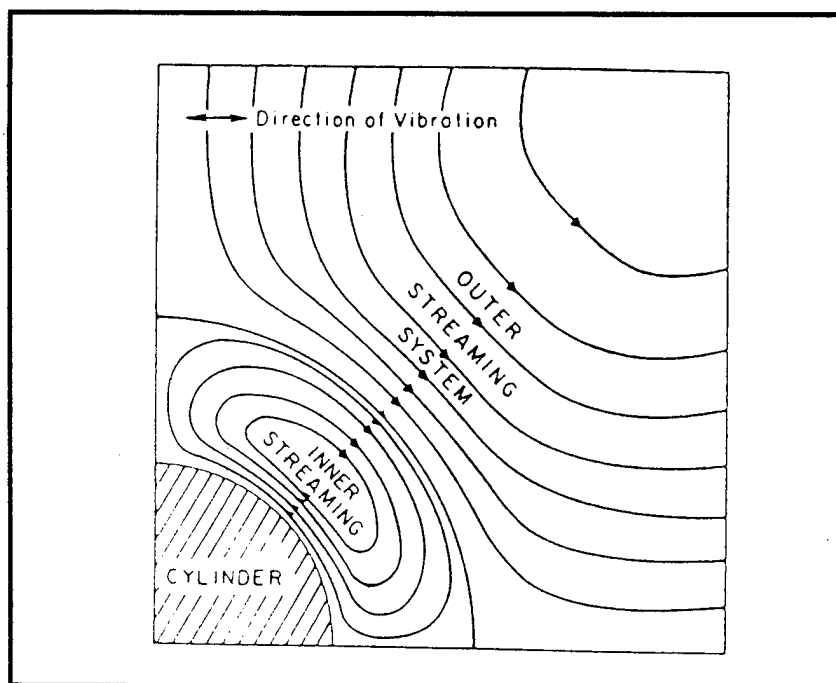 Direction of Vibration
OUTER
STREAMING
SYSTEM
INNER
STREAMING
CYLINDER